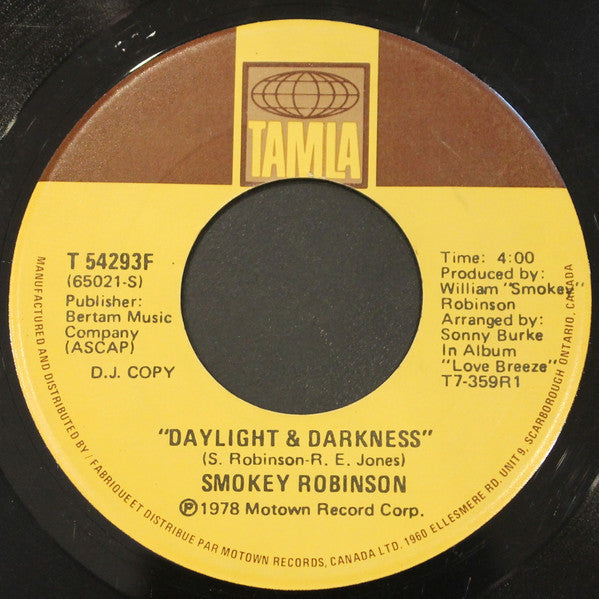 TAMLA
T 54293F
(65021-S)
Publisher:
Bertam Music
Company
(ASCAP)
D.J. COPY
Time: 4:00
Produced by:
William "Smokey"
Robinson
Arranged by:
Sonny Burke
In Album
"Love Breeze"
T7-359R1
"DAYLIGHT & DARKNESS"
(S. Robinson-R. E. Jones)
SMOKEY ROBINSON
Ⓟ1978 Motown Record Corp.
MANUFACTURED AND DISTRIBUTED BY / FABRIQUE ET DISTRIBUE PAR MOTOWN RECORDS, CANADA LTD. 1960 ELLESMERE RD. UNIT 9, SCARBOROUGH ONTARIO, CANADA